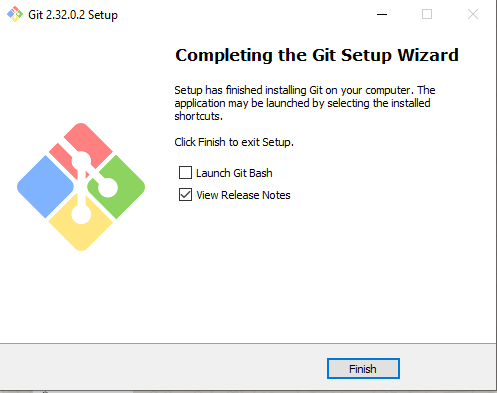 Git 2.32.0.2 Setup
Completing the Git Setup Wizard
Setup has finished installing Git on your computer. The
application may be launched by selecting the installed
shortcuts.
Click Finish to exit Setup.
Launch Git Bash
View Release Notes
Finish